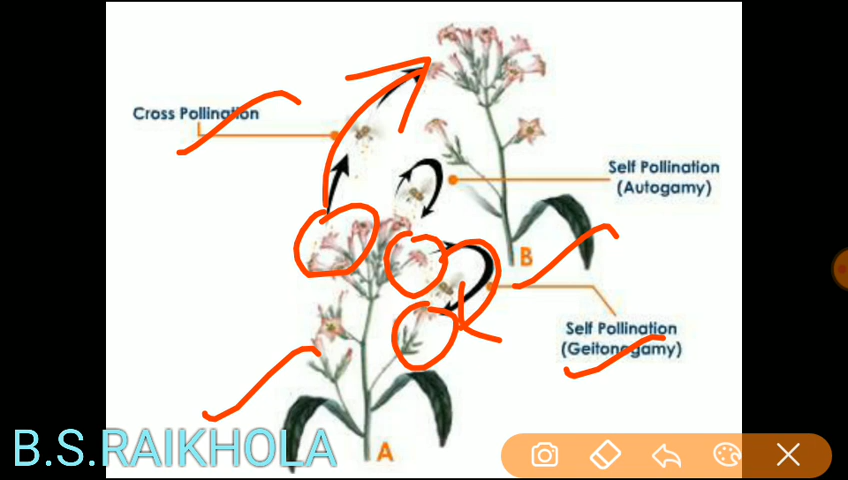 Cross Pollination
Self Pollination
(Autogamy)
B
Self Pollination
(Geitonogamy)
A
B.S.RAIKHOLA